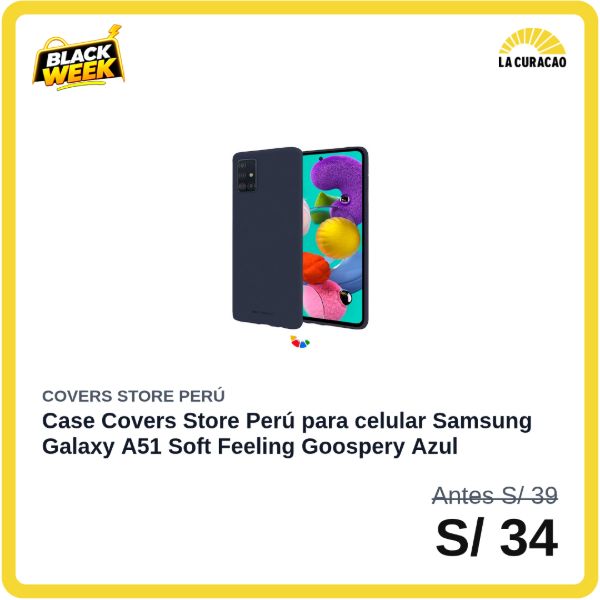 BLACK
WEEK
LA CURACAO
COVERS STORE PERÚ
Case Covers Store Perú para celular Samsung
Galaxy A51 Soft Feeling Goospery Azul
Antes S/ 39
S/ 34